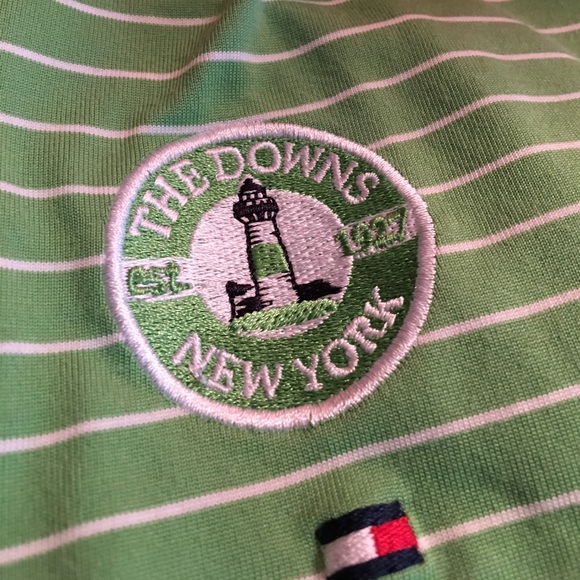 THE DOWNS
Est. 1927
NEW YORK